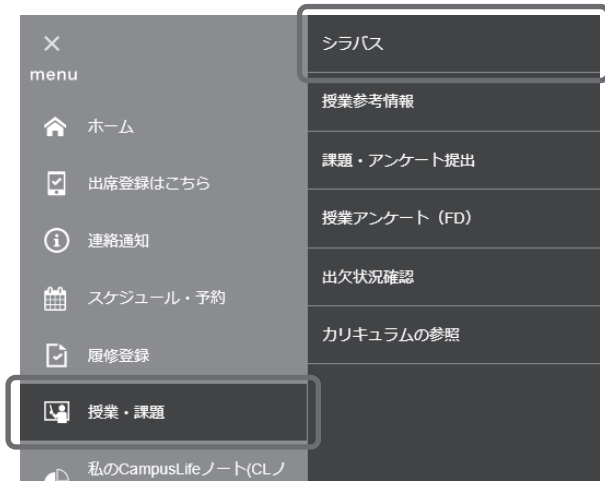 menu
ホーム
出席登録はこちら
連絡通知
スケジュール・予約
履修登録
授業・課題
私のCampusLifeノート(CLノ
シラバス
授業参考情報
課題・アンケート提出
授業アンケート（FD）
出欠状況確認
カリキュラムの参照